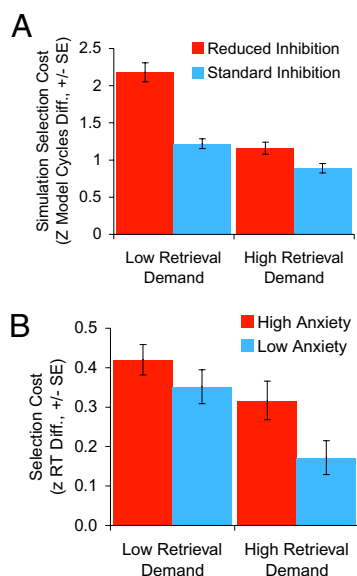 A
Simulation Selection Cost
(Z Model Cycles Diff., +/- SE)
2.5
2
1.5
1
0.5
0
Reduced Inhibition
Standard Inhibition
Low Retrieval
Demand
High Retrieval
Demand
B
Selection Cost
(z RT Diff., +/- SE)
0.5
0.4
0.3
0.2
0.1
0.0
High Anxiety
Low Anxiety
Low Retrieval
Demand
High Retrieval
Demand